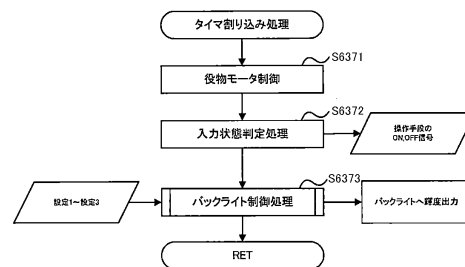 タイマ割り込み処理
S6371
役物モータ制御
S6372
入力状態判定処理
操作手段の
ON,OFF信号
S6373
設定1～設定3
バックライト制御処理
バックライトへ輝度出力
RET